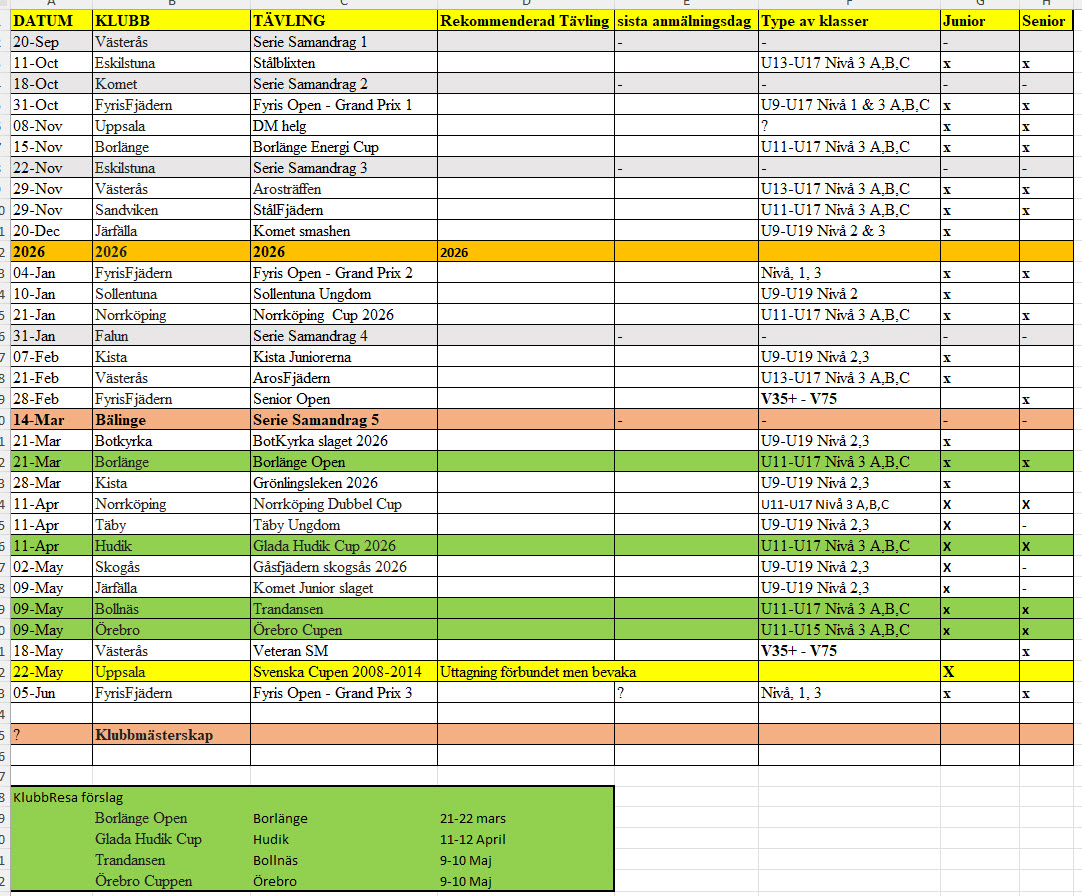 DATUM KLUBB TÄVLING Rekommenderad Tävling sista anmälningsdag Type av klasser Junior Senior
20-Sep Västerås Serie Samandrag 1 - - -
11-Oct Eskilstuna Stålblixten U13-U17 Nivå 3 A,B,C x x
18-Oct Komet Serie Samandrag 2 - - - -
31-Oct FyrisFjädern Fyris Open - Grand Prix 1 U9-U17 Nivå 1 & 3 A,B,C x x
08-Nov Uppsala DM helg ? x x
15-Nov Borlänge Borlänge Energi Cup U11-U17 Nivå 3 A,B,C x x
22-Nov Eskilstuna Serie Samandrag 3 - - - -
29-Nov Västerås Arosträffen U13-U17 Nivå 3 A,B,C x x
29-Nov Sandviken StålFjädern U11-U17 Nivå 3 A,B,C x x
20-Dec Järfälla Komet smashen U9-U19 Nivå 2 & 3 x
2026 2026 2026 2026
04-Jan FyrisFjädern Fyris Open - Grand Prix 2 Nivå, 1, 3 x x
10-Jan Sollentuna Sollentuna Ungdom U9-U19 Nivå 2 x
21-Jan Norrköping Norrköping Cup 2026 U11-U17 Nivå 3 A,B,C x x
31-Jan Falun Serie Samandrag 4 - - - -
07-Feb Kista Kista Juniorerna U9-U19 Nivå 2,3 x
21-Feb Västerås ArosFjädern U13-U17 Nivå 3 A,B,C x
28-Feb FyrisFjädern Senior Open V35+ - V75 x
14-Mar Bälinge Serie Samandrag 5 - - - -
21-Mar Botkyrka BotKyrka slaget 2026 U9-U19 Nivå 2,3 x
21-Mar Borlänge Borlänge Open U11-U17 Nivå 3 A,B,C x x
28-Mar Kista Grönlingsleken 2026 U9-U19 Nivå 2,3 x
11-Apr Norrköping Norrköping Dubbel Cup U11-U17 Nivå 3 A,B,C X X
11-Apr Täby Täby Ungdom U9-U19 Nivå 2,3 X -
11-Apr Hudik Glada Hudik Cup 2026 U11-U17 Nivå 3 A,B,C X X
02-May Skogås Gåsfjädern skogsås 2026 U9-U19 Nivå 2,3 X -
09-May Järfälla Komet Junior slaget U9-U19 Nivå 2,3 x -
09-May Bollnäs Trandansen U11-U17 Nivå 3 A,B,C x x
09-May Örebro Örebro Cupen U11-U15 Nivå 3 A,B,C x x
18-May Västerås Veteran SM V35+ - V75 x
22-May Uppsala Svenska Cupen 2008-2014 Uttagning förbundet men bevaka X
05-Jun FyrisFjädern Fyris Open - Grand Prix 3 ? Nivå, 1, 3 x x
? Klubbmästerskap
KlubbResa förslag
Borlänge Open Borlänge 21-22 mars
Glada Hudik Cup Hudik 11-12 April
Trandansen Bollnäs 9-10 Maj
Örebro Cuppen Örebro 9-10 Maj